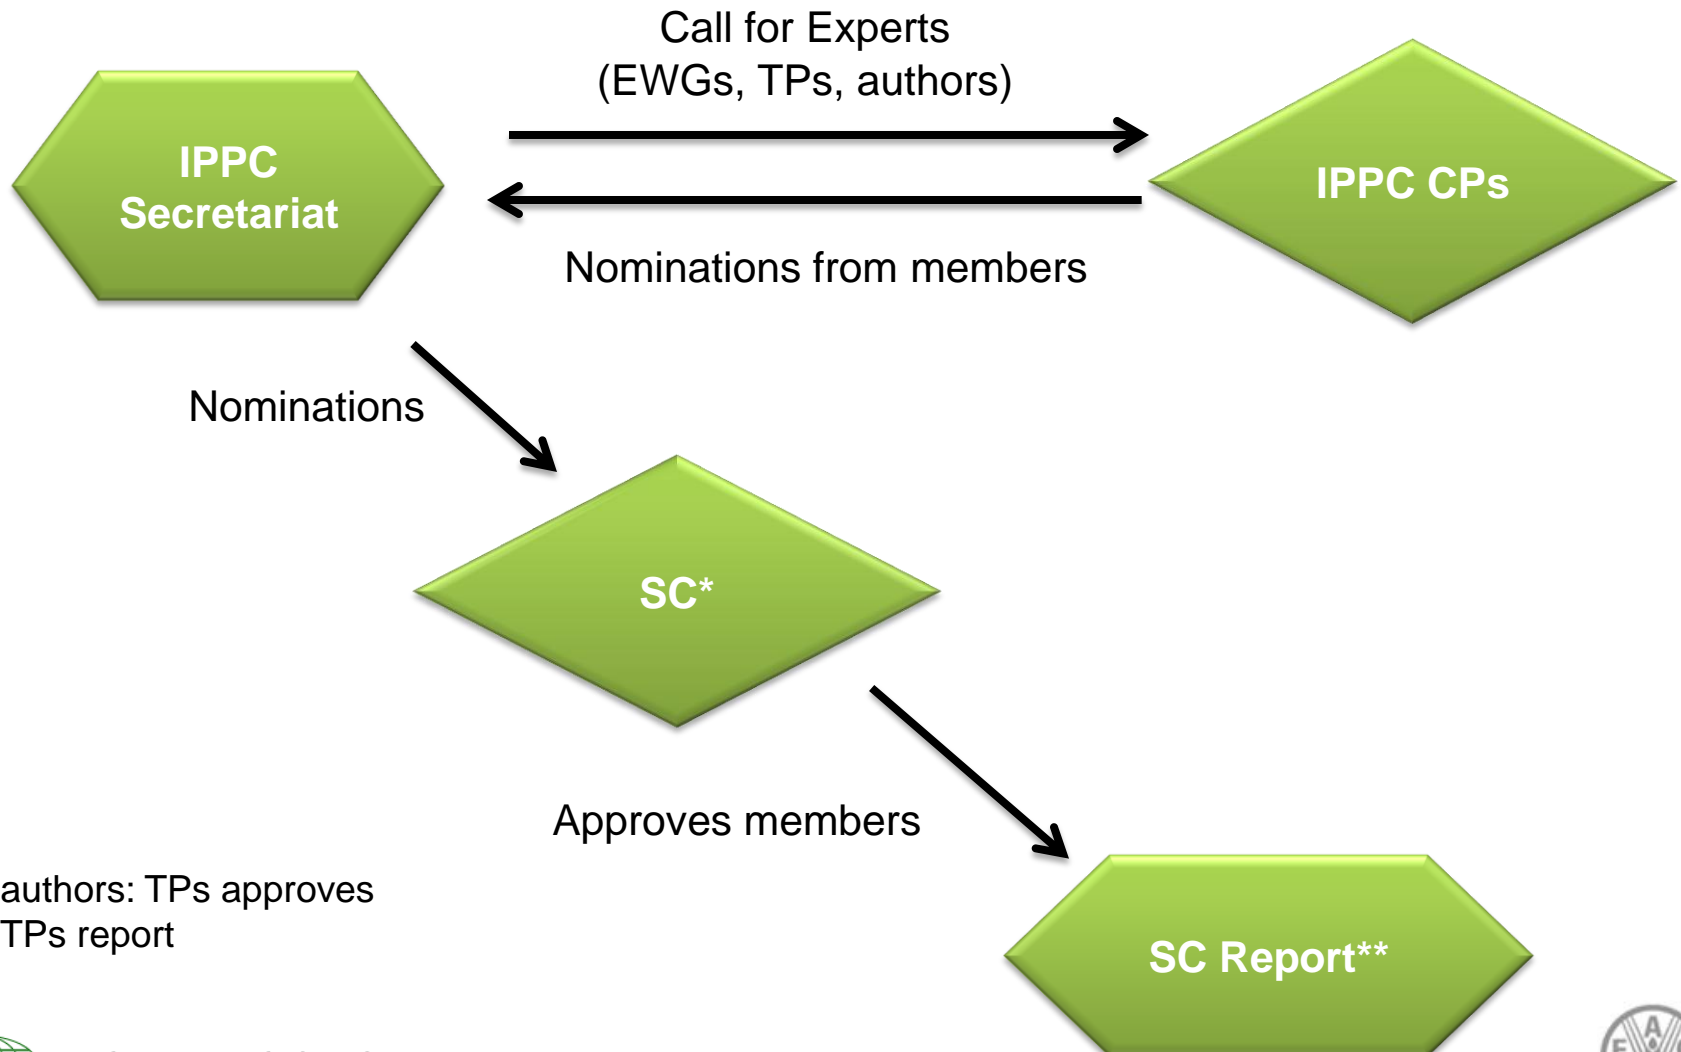 Call for Experts
(EWGs, TPs, authors)
IPPC
Secretariat
IPPC CPs
Nominations from members
Nominations
SC*
Approves members
authors: TPs approves
TPs report
SC Report**